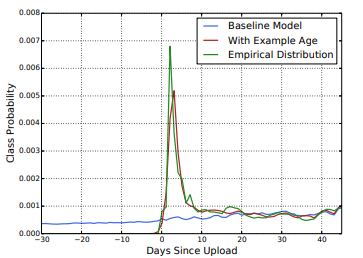 0.008
0.007
0.006
0.005
0.004
0.003
0.002
0.001
0.000
Class Probability
Baseline Model
With Example Age
Empirical Distribution
−30 −20 −10 0 10 20 30 40
Days Since Upload